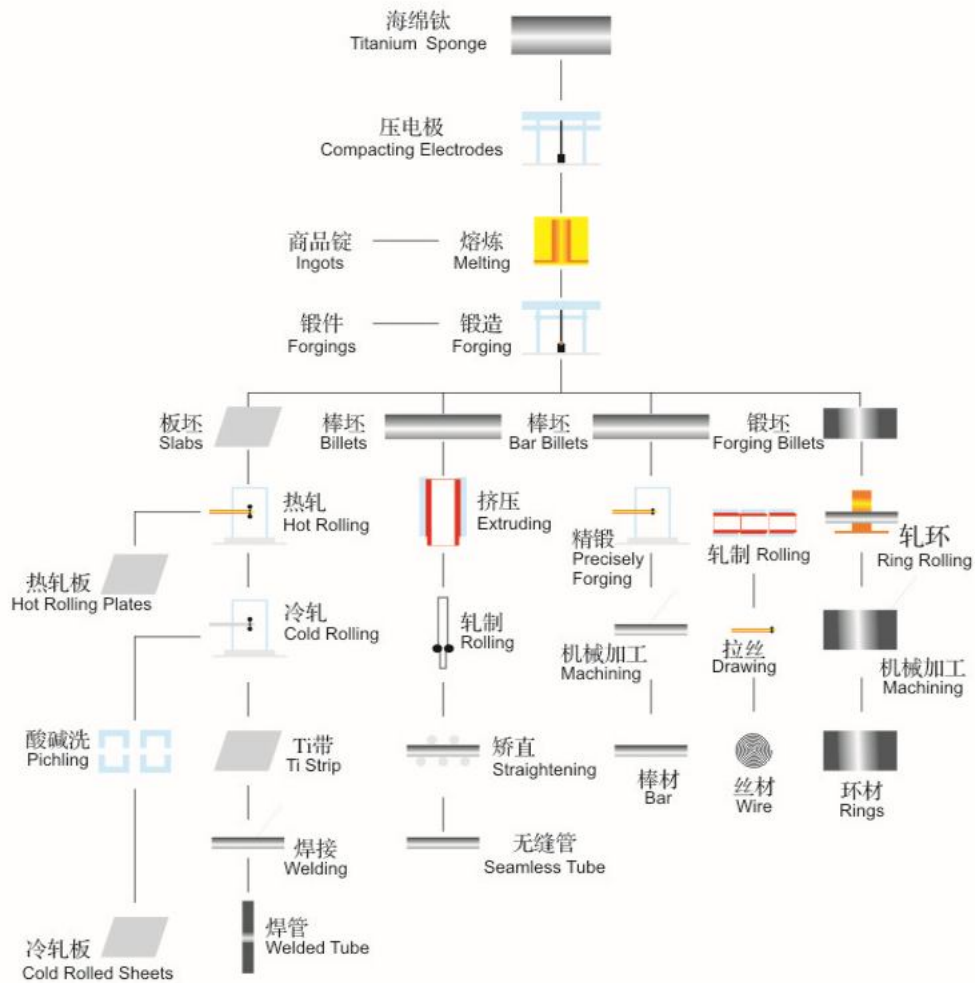 海绵钛
Titanium Sponge
压电极
Compacting Electrodes
商品锭
Ingots
熔炼
Melting
锻件
Forgings
锻造
Forging
板坯
Slabs
棒坯
Billets
棒坯
Bar Billets
锻坯
Forging Billets
热轧
Hot Rolling
挤压
Extruding
精锻
Precisely
Forging
轧制 Rolling
轧环
Ring Rolling
热轧板
Hot Rolling Plates
冷轧
Cold Rolling
轧制
Rolling
机械加工
Machining
拉丝
Drawing
机械加工
Machining
酸碱洗
Pichling
Ti带
Ti Strip
矫直
Straightening
棒材
Bar
丝材
Wire
环材
Rings
焊接
Welding
无缝管
Seamless Tube
冷轧板
Cold Rolled Sheets
焊管
Welded Tube